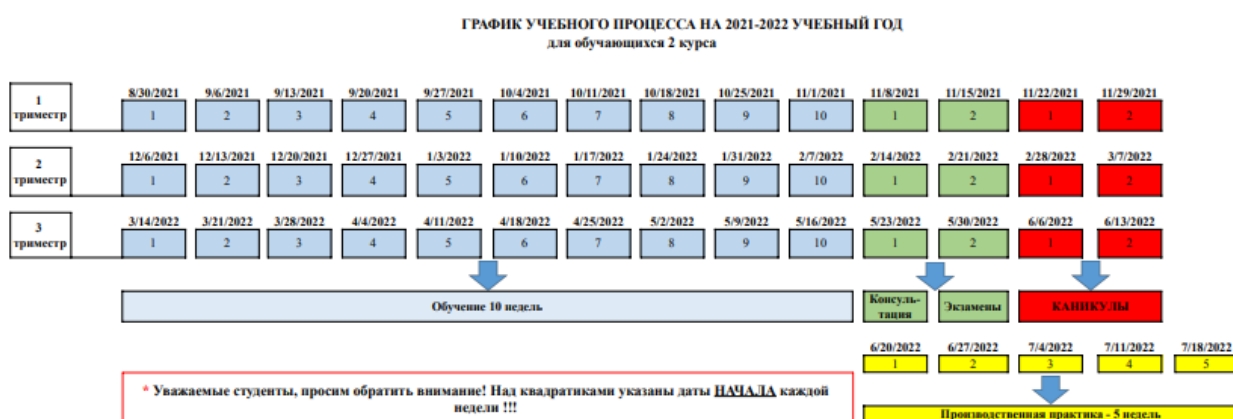 ГРАФИК УЧЕБНОГО ПРОЦЕССА НА 2021-2022 УЧЕБНЫЙ ГОД
для обучающихся 2 курса
8/30/2021 9/6/2021 9/13/2021 9/20/2021 9/27/2021 10/4/2021 10/11/2021 10/18/2021 10/25/2021 11/1/2021 11/8/2021 11/15/2021 11/22/2021 11/29/2021
1 триместр 1 2 3 4 5 6 7 8 9 10 1 2 1 2
12/6/2021 12/13/2021 12/20/2021 12/27/2021 1/3/2022 1/10/2022 1/17/2022 1/24/2022 1/31/2022 2/7/2022 2/14/2022 2/21/2022 2/28/2022 3/7/2022
2 триместр 1 2 3 4 5 6 7 8 9 10 1 2 1 2
3/14/2022 3/21/2022 3/28/2022 4/4/2022 4/11/2022 4/18/2022 4/25/2022 5/2/2022 5/9/2022 5/16/2022 5/23/2022 5/30/2022 6/6/2022 6/13/2022
3 триместр 1 2 3 4 5 6 7 8 9 10 1 2 1 2
Обучение 10 недель
Консуль-
тация
Экзамены
КАНИКУЛЫ
6/20/2022 6/27/2022 7/4/2022 7/11/2022 7/18/2022
1 2 3 4 5
* Уважаемые студенты, просим обратить внимание! Над квадратиками указаны даты НАЧАЛА каждой
недели !!!
Производственная практика - 5 недель